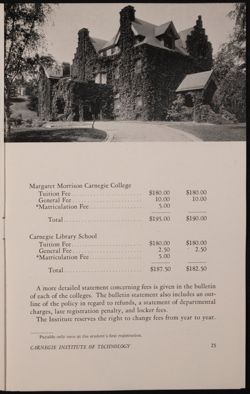 Margaret Morrison Carnegie College
Tuition Fee $180.00 $180.00
General Fee 10.00 10.00
*Matriculation Fee 5.00
Total $195.00 $190.00
Carnegie Library School
Tuition Fee $180.00 $180.00
General Fee 2.50 2.50
*Matriculation Fee 5.00
Total $187.50 $182.50
A more detailed statement concerning fees is given in the bulletin
of each of the colleges. The bulletin statement also includes an out-
line of the policy in regard to refunds, a statement of departmental
charges, late registration penalty, and locker fees.
The Institute reserves the right to change fees from year to year.
Payable only once at the student's first registration.
CARNEGIE INSTITUTE OF TECHNOLOGY 25